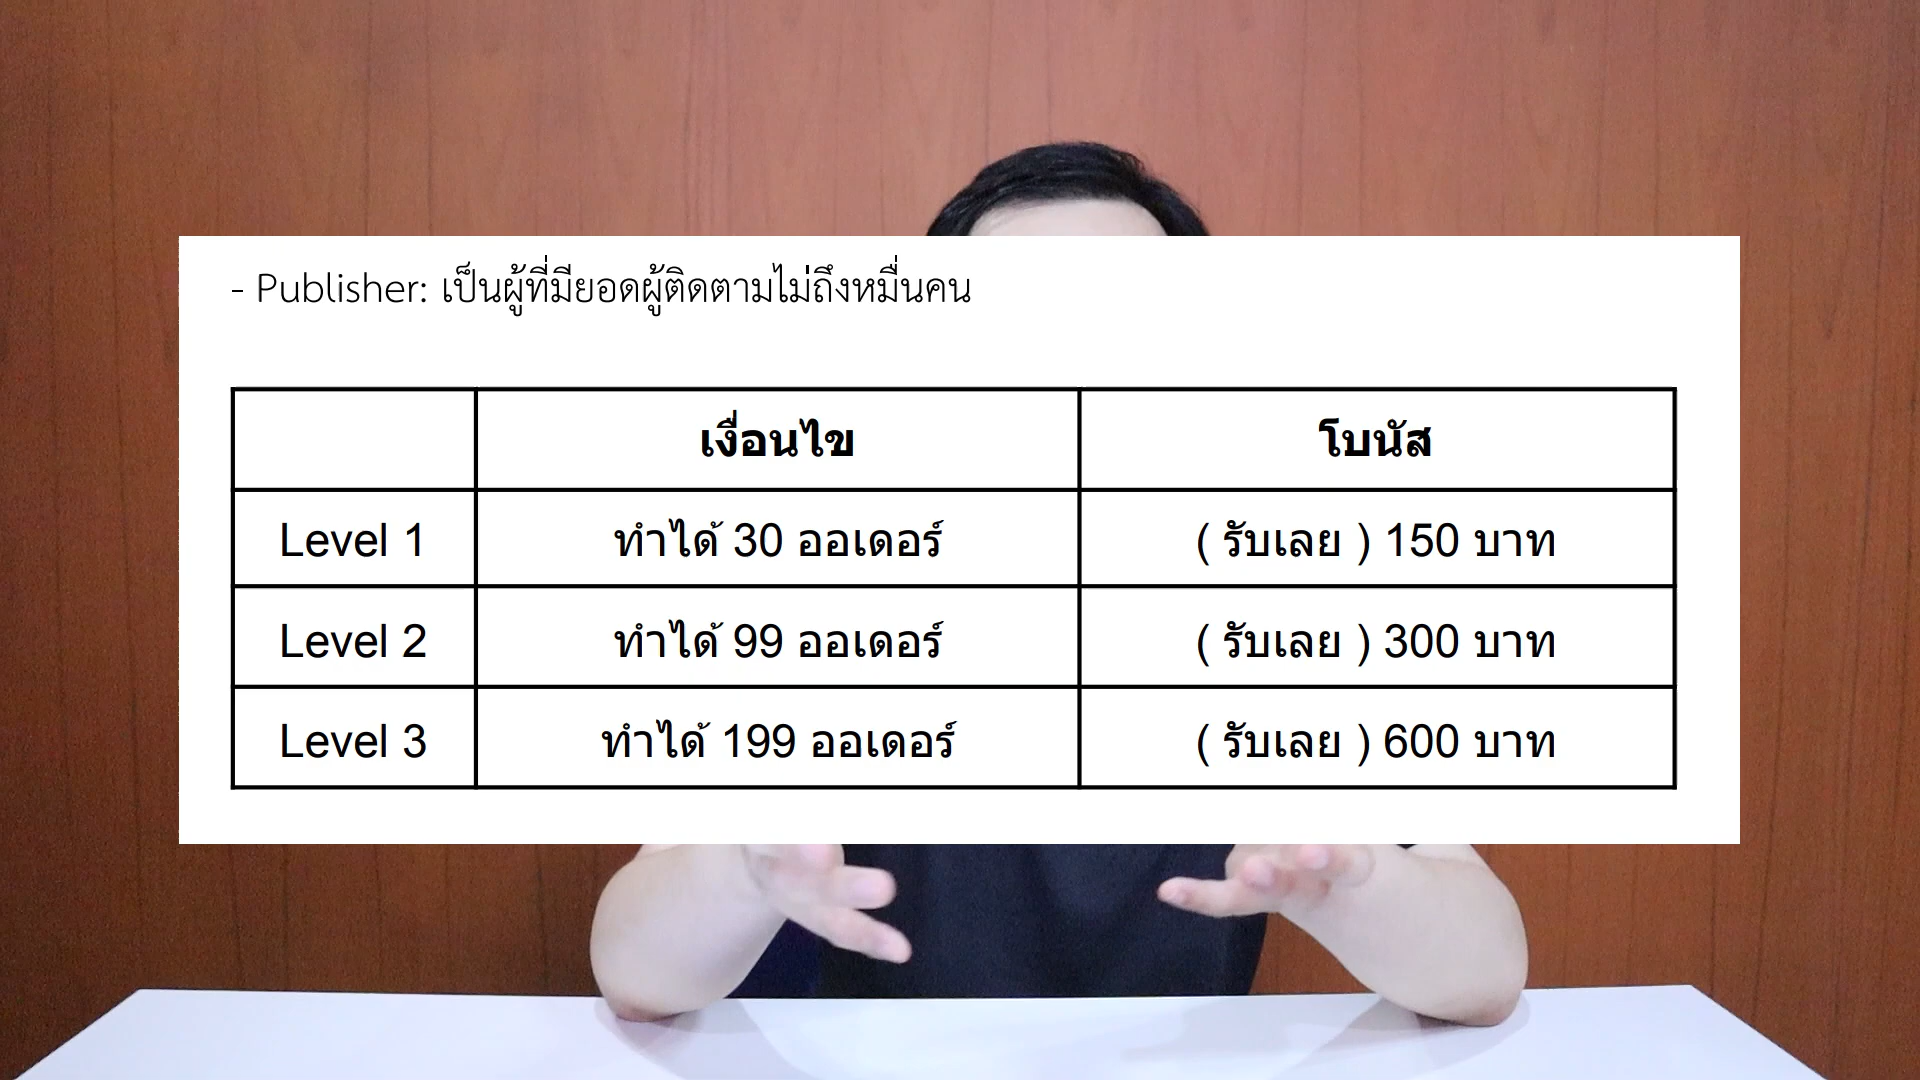 - Publisher: เป็นผู้ที่มียอดผู้ติดตามไม่ถึงหมื่นคน
เงื่อนไข โบนัส
Level 1 ทำได้ 30 ออเดอร์ ( รับเลย ) 150 บาท
Level 2 ทำได้ 99 ออเดอร์ ( รับเลย ) 300 บาท
Level 3 ทำได้ 199 ออเดอร์ ( รับเลย ) 600 บาท